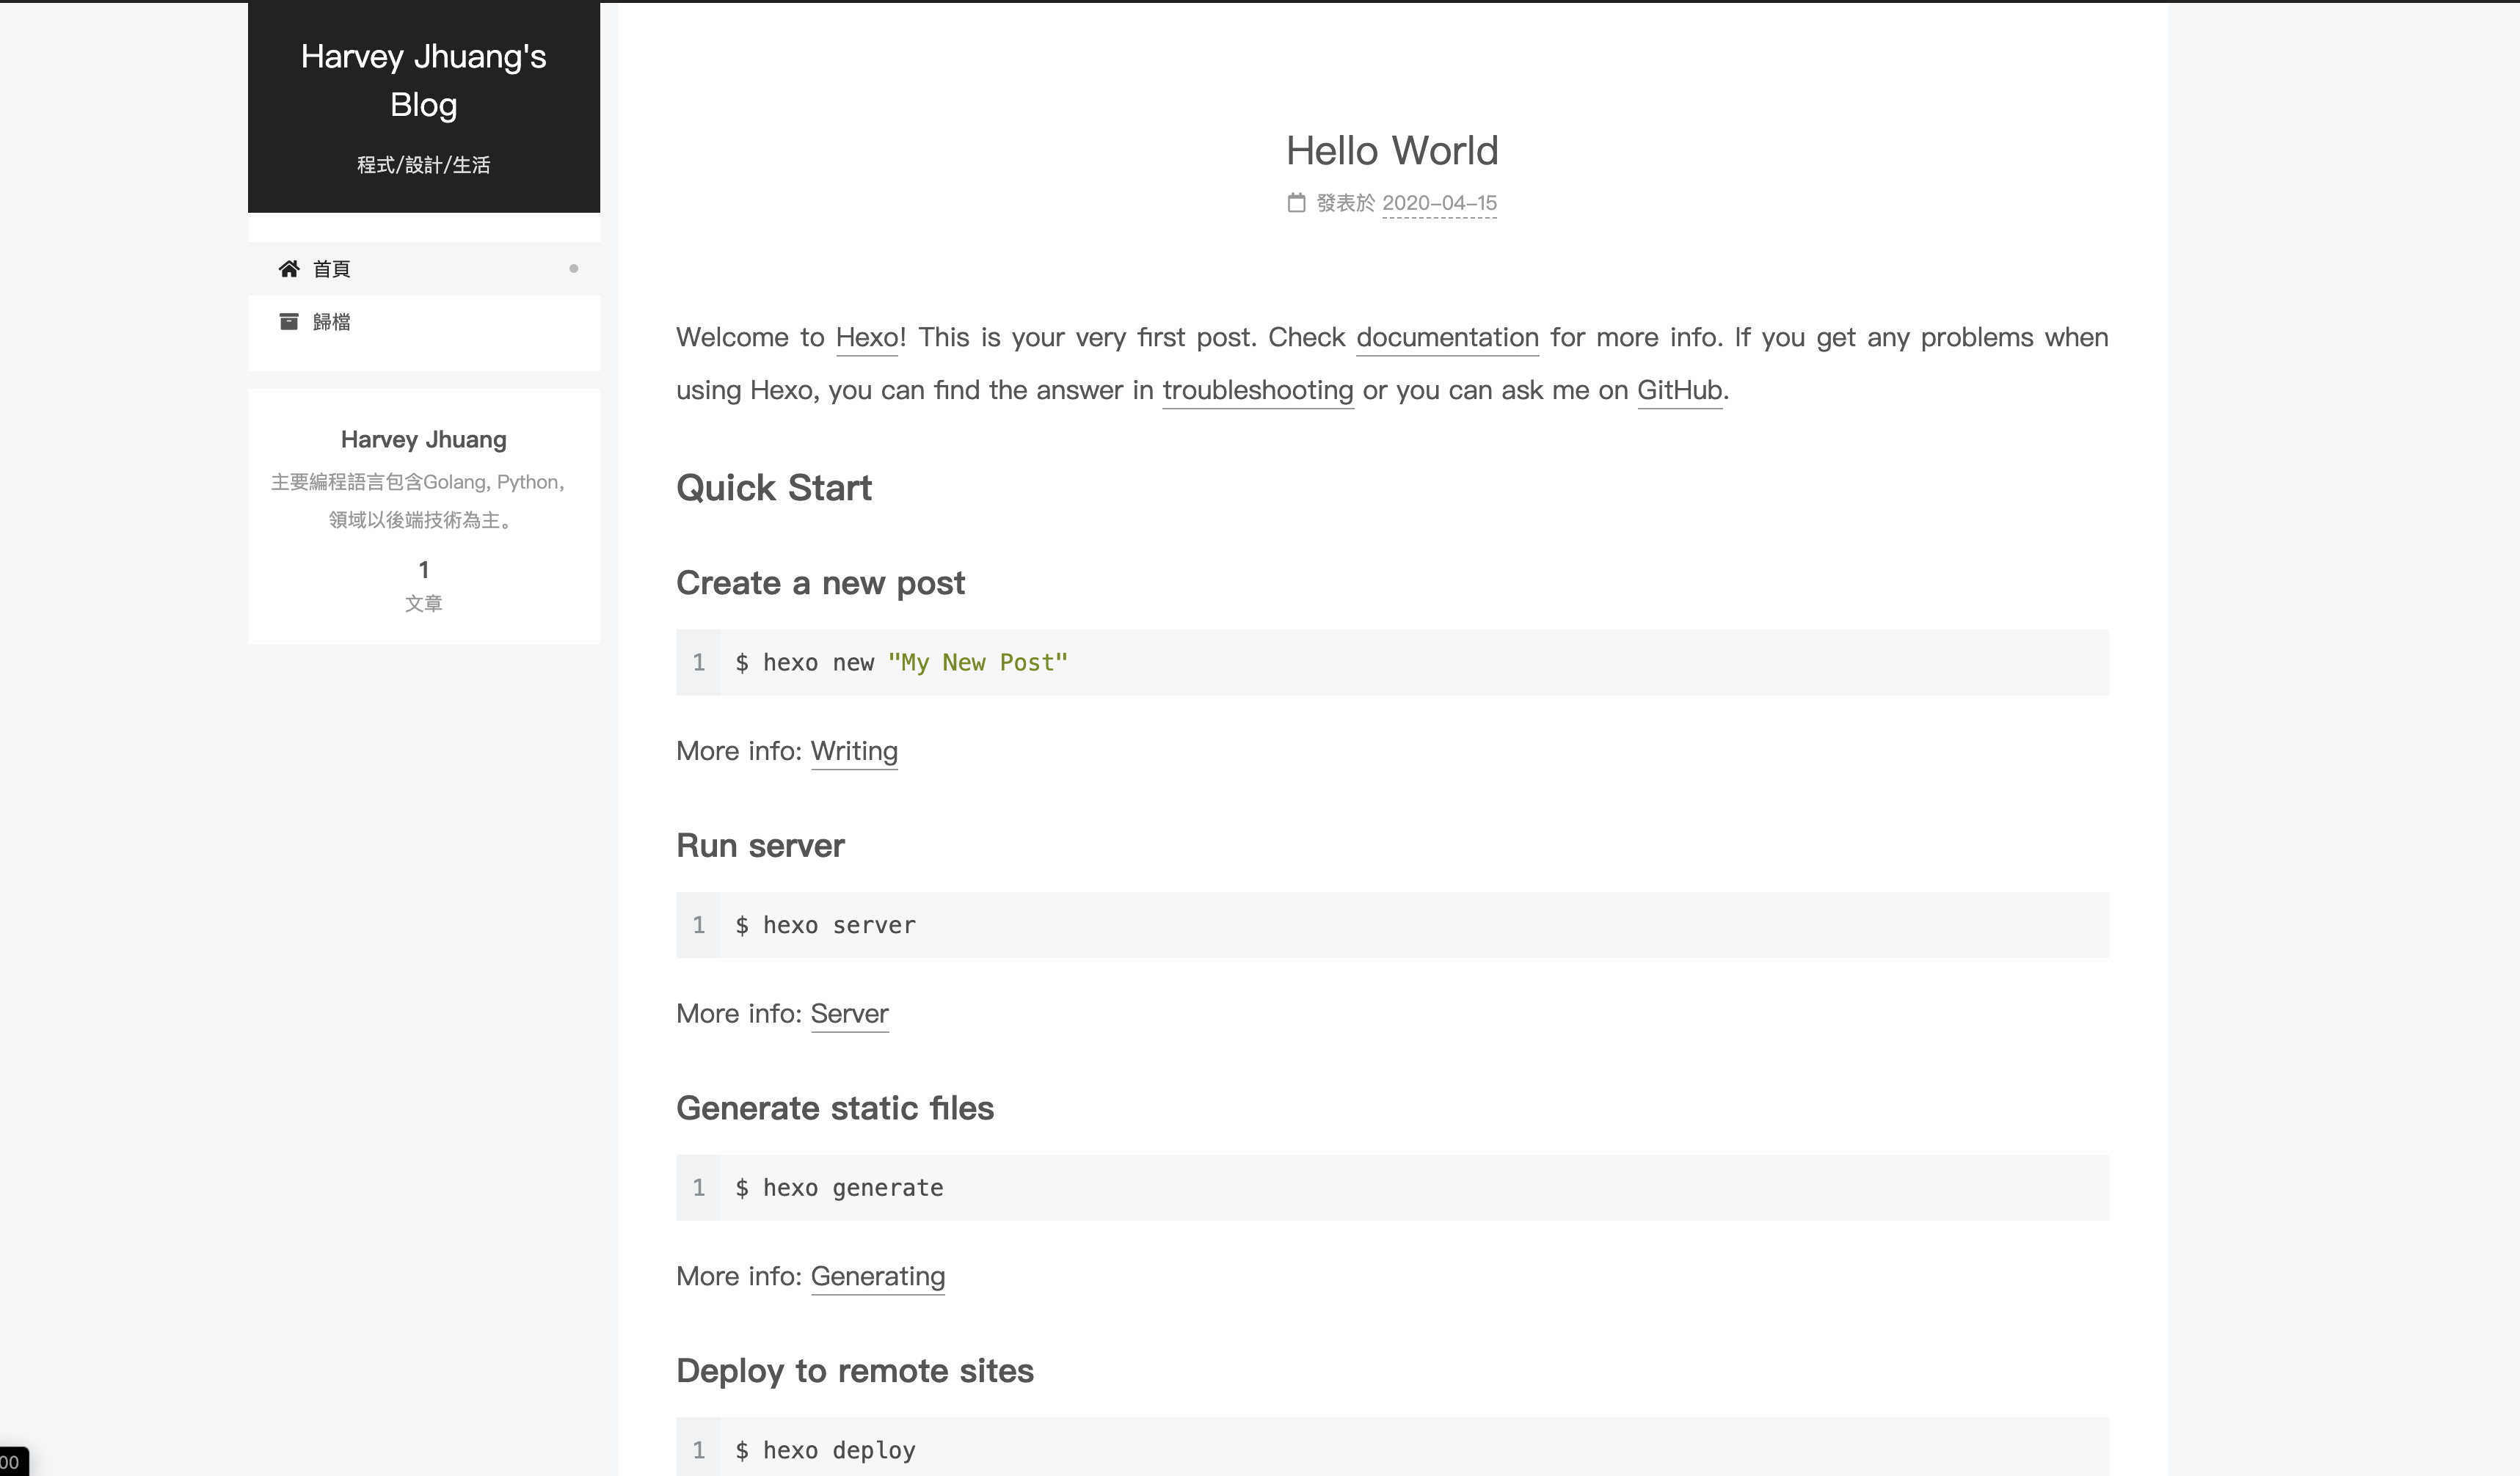 Harvey Jhuang's
Blog
程式/設計/生活
首頁
歸檔
Harvey Jhuang
主要編程語言包含Golang, Python,
領域以後端技術為主。
1
文章
Hello World
發表於 2020-04-15
Welcome to Hexo! This is your very first post. Check documentation for more info. If you get any problems when
using Hexo, you can find the answer in troubleshooting or you can ask me on GitHub.
Quick Start
Create a new post
1 $ hexo new "My New Post"
More info: Writing
Run server
1 $ hexo server
More info: Server
Generate static files
1 $ hexo generate
More info: Generating
Deploy to remote sites
1 $ hexo deploy
00